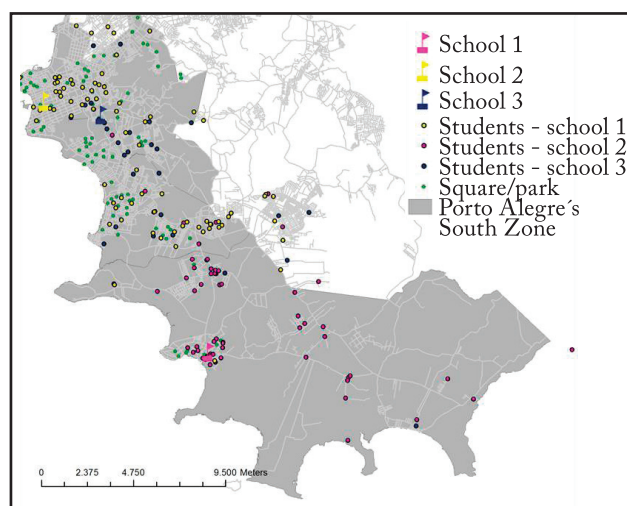 School 1
School 2
School 3
Students - school 1
Students - school 2
Students - school 3
Square/park
Porto Alegre´s
South Zone
0 2.375 4.750 9.500 Meters